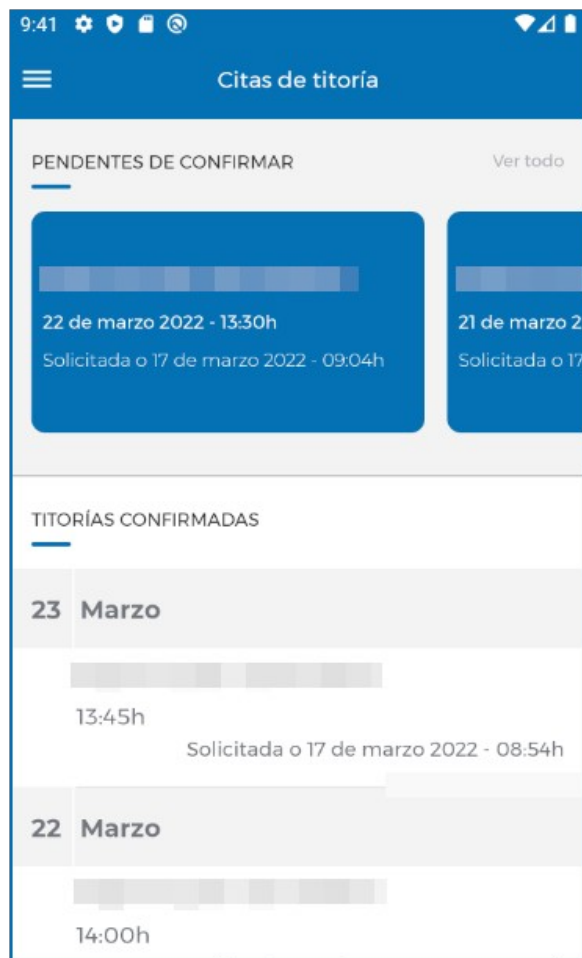 9:41
Citas de titoría
PENDENTES DE CONFIRMAR
Ver todo
22 de marzo 2022 - 13:30h
Solicitada o 17 de marzo 2022 - 09:04h
21 de marzo 2
Solicitada o 17
TITORÍAS CONFIRMADAS
23 Marzo
13:45h
Solicitada o 17 de marzo 2022 - 08:54h
22 Marzo
14:00h